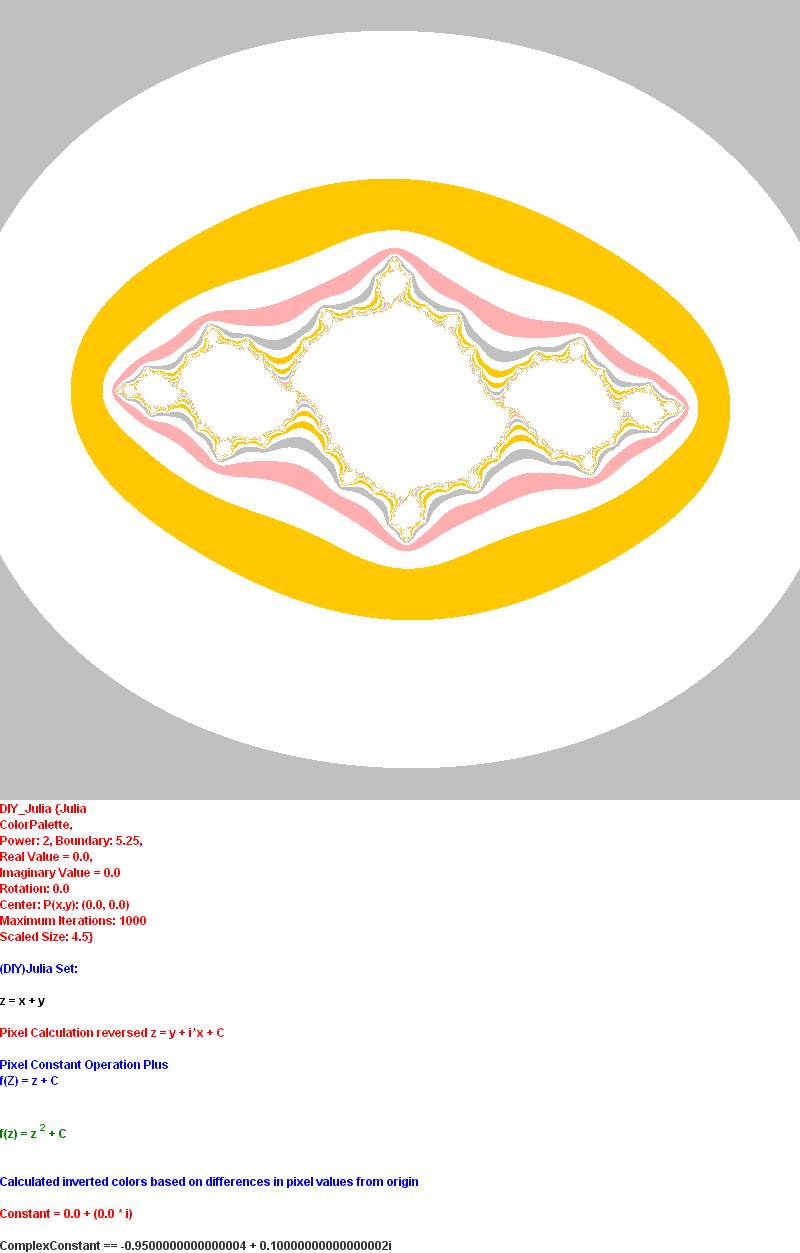 DIY_Julia {Julia
ColorPalette,
Power: 2, Boundary: 5.25,
Real Value = 0.0,
Imaginary Value = 0.0
Rotation: 0.0
Center: P(x,y): (0.0, 0.0)
Maximum Iterations: 1000
Scaled Size: 4.5}
(DIY)Julia Set:
z = x + y
Pixel Calculation reversed z = y + i*x + C
Pixel Constant Operation Plus
f(Z) = z + C
f(z) = z 2 + C
Calculated inverted colors based on differences in pixel values from origin
Constant = 0.0 + (0.0 * i)
ComplexConstant == -0.9500000000000004 + 0.10000000000000002i